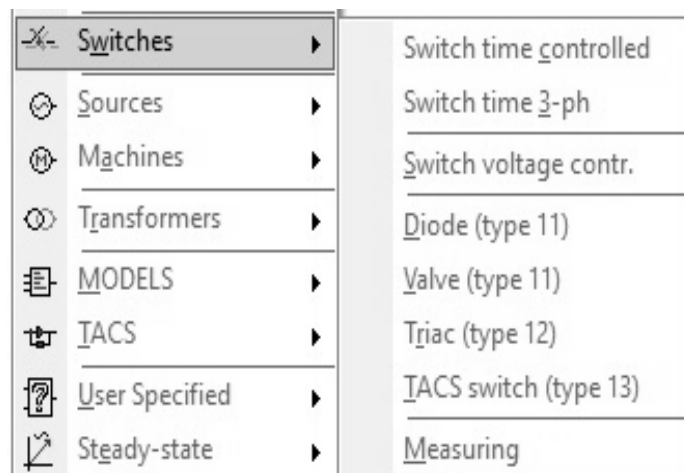 Switches
Sources
Machines
Transformers
MODELS
TACS
User Specified
Steady-state
Switch time controlled
Switch time 3-ph
Switch voltage contr.
Diode (type 11)
Valve (type 11)
Triac (type 12)
TACS switch (type 13)
Measuring